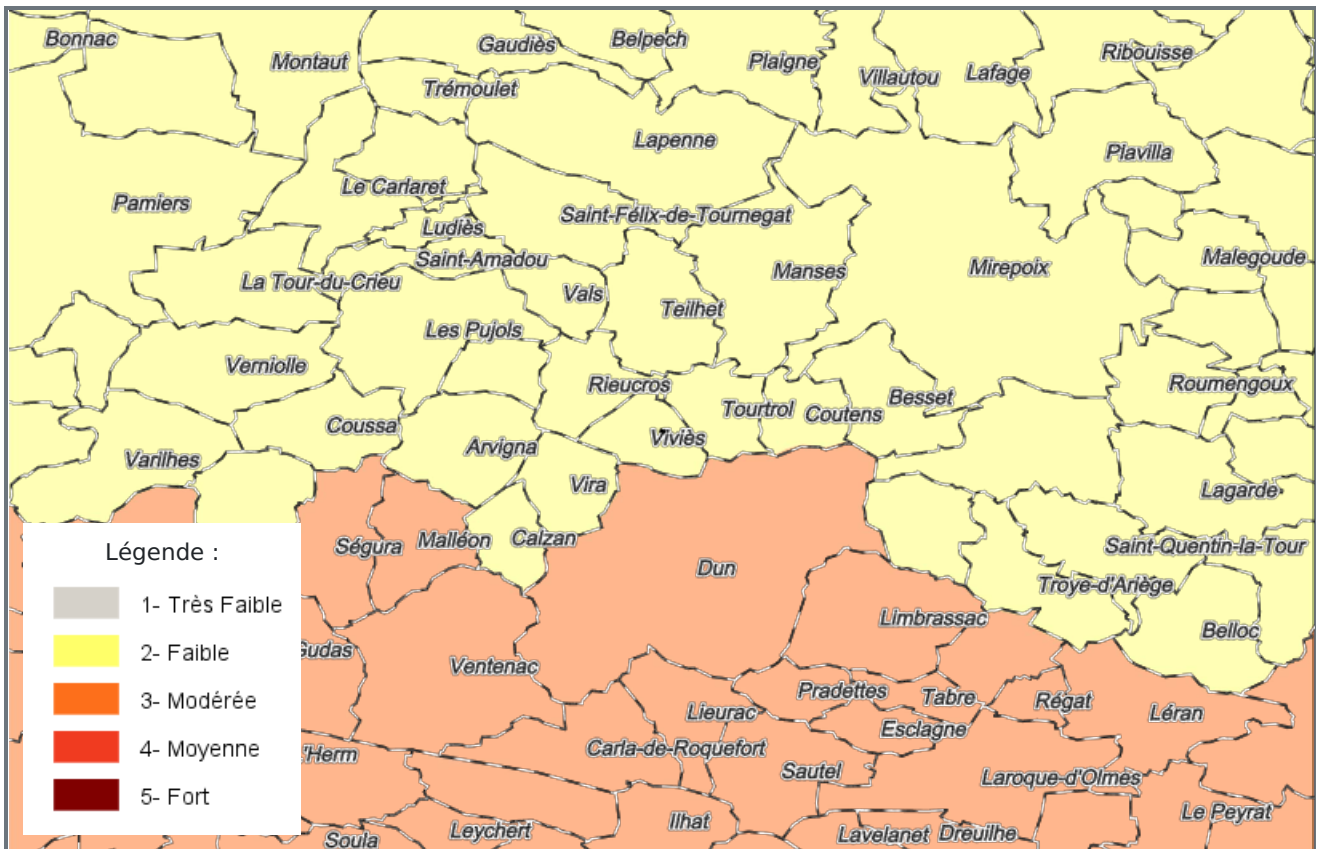 Bonnac
Gaudiès
Belpech
Montaut
Plaigne
Villautou
Lafage
Ribouisse
Trémoulet
Lapenne
Plavilla
Le Carlaret
Pamiers
Saint-Félix-de-Tournegat
Ludiès
Saint-Amadou
Manses
Mirepoix
Malegoude
La Tour-du-Crieu
Vals
Teilhet
Les Pujols
Verniolle
Rieucros
Roumengoux
Tourtrol
Coutens
Besset
Coussa
Arvigna
Viviès
Varilhes
Vira
Lagarde
Ségura
Malléon
Calzan
Saint-Quentin-la-Tour
Dun
Troye-d'Ariège
Limbrassac
Belloc
Gudas
Ventenac
Pradettes
Tabre
Régat
Léran
Lieurac
Esclagne
'Herm
Carla-de-Roquefort
Sautel
Laroque-d'Olmes
Le Peyrat
Ilhat
Leychert
Soula
Lavelanet
Dreuilhe
Légende :
1- Très Faible
2- Faible
3- Modérée
4- Moyenne
5- Fort